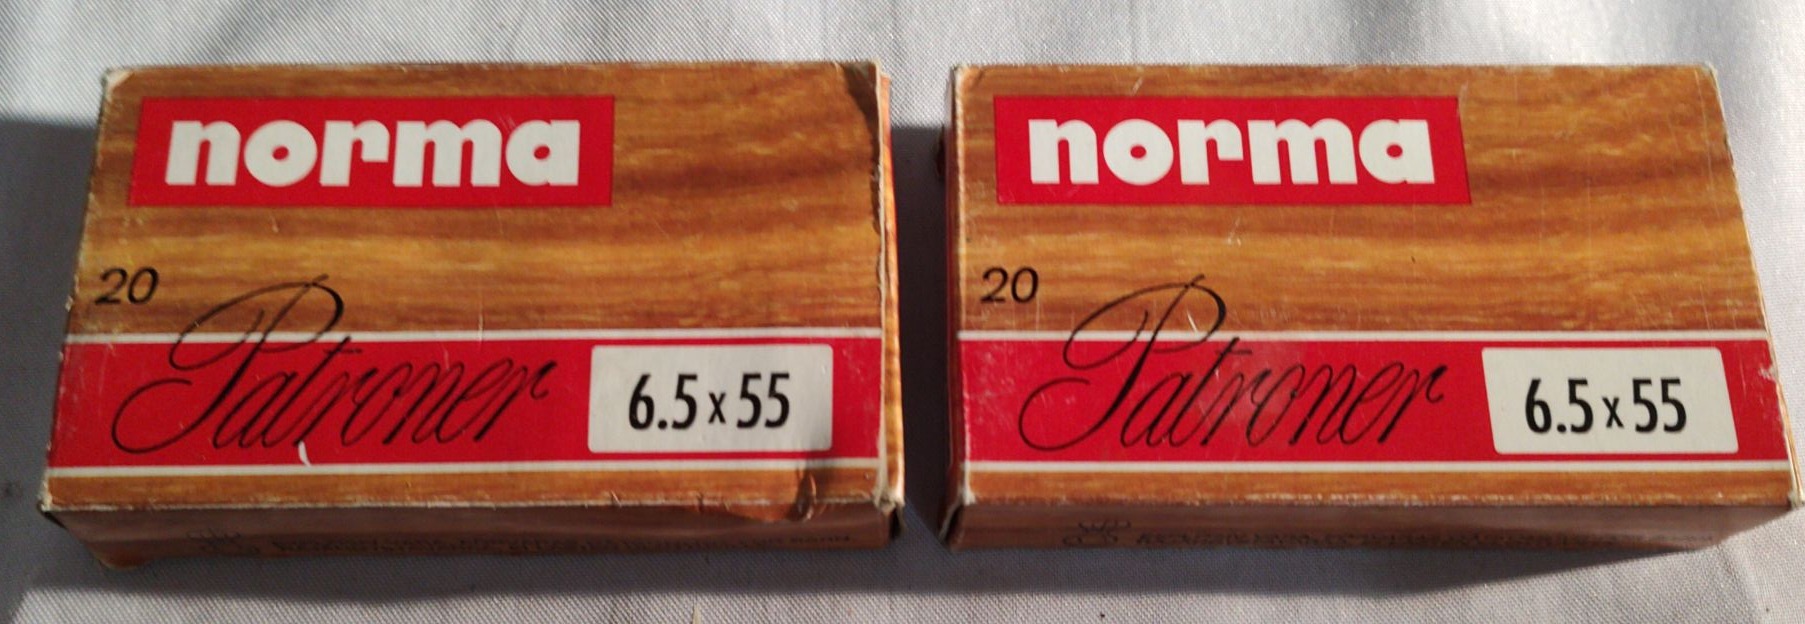 norma
20
Patroner
6.5 x 55
norma
20
Patroner
6.5 x 55